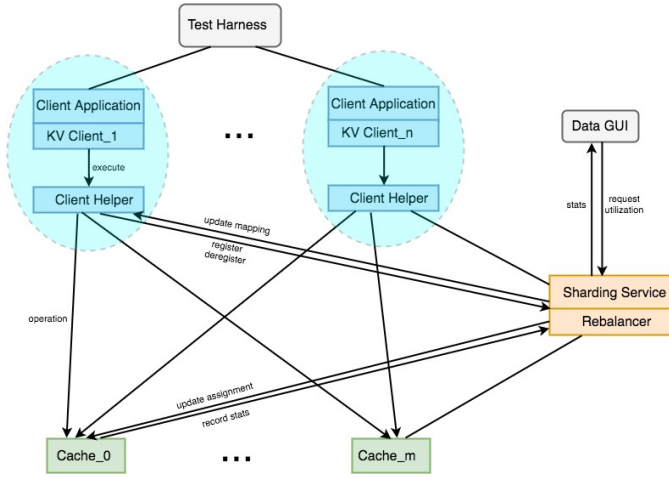 Test Harness
Client Application
KV Client_1
execute
Client Helper
...
Client Application
KV Client_n
Client Helper
Data GUI
stats
request
utilization
update mapping
register
deregister
Sharding Service
Rebalancer
operation
update assignment
record stats
Cache_0
...
Cache_m